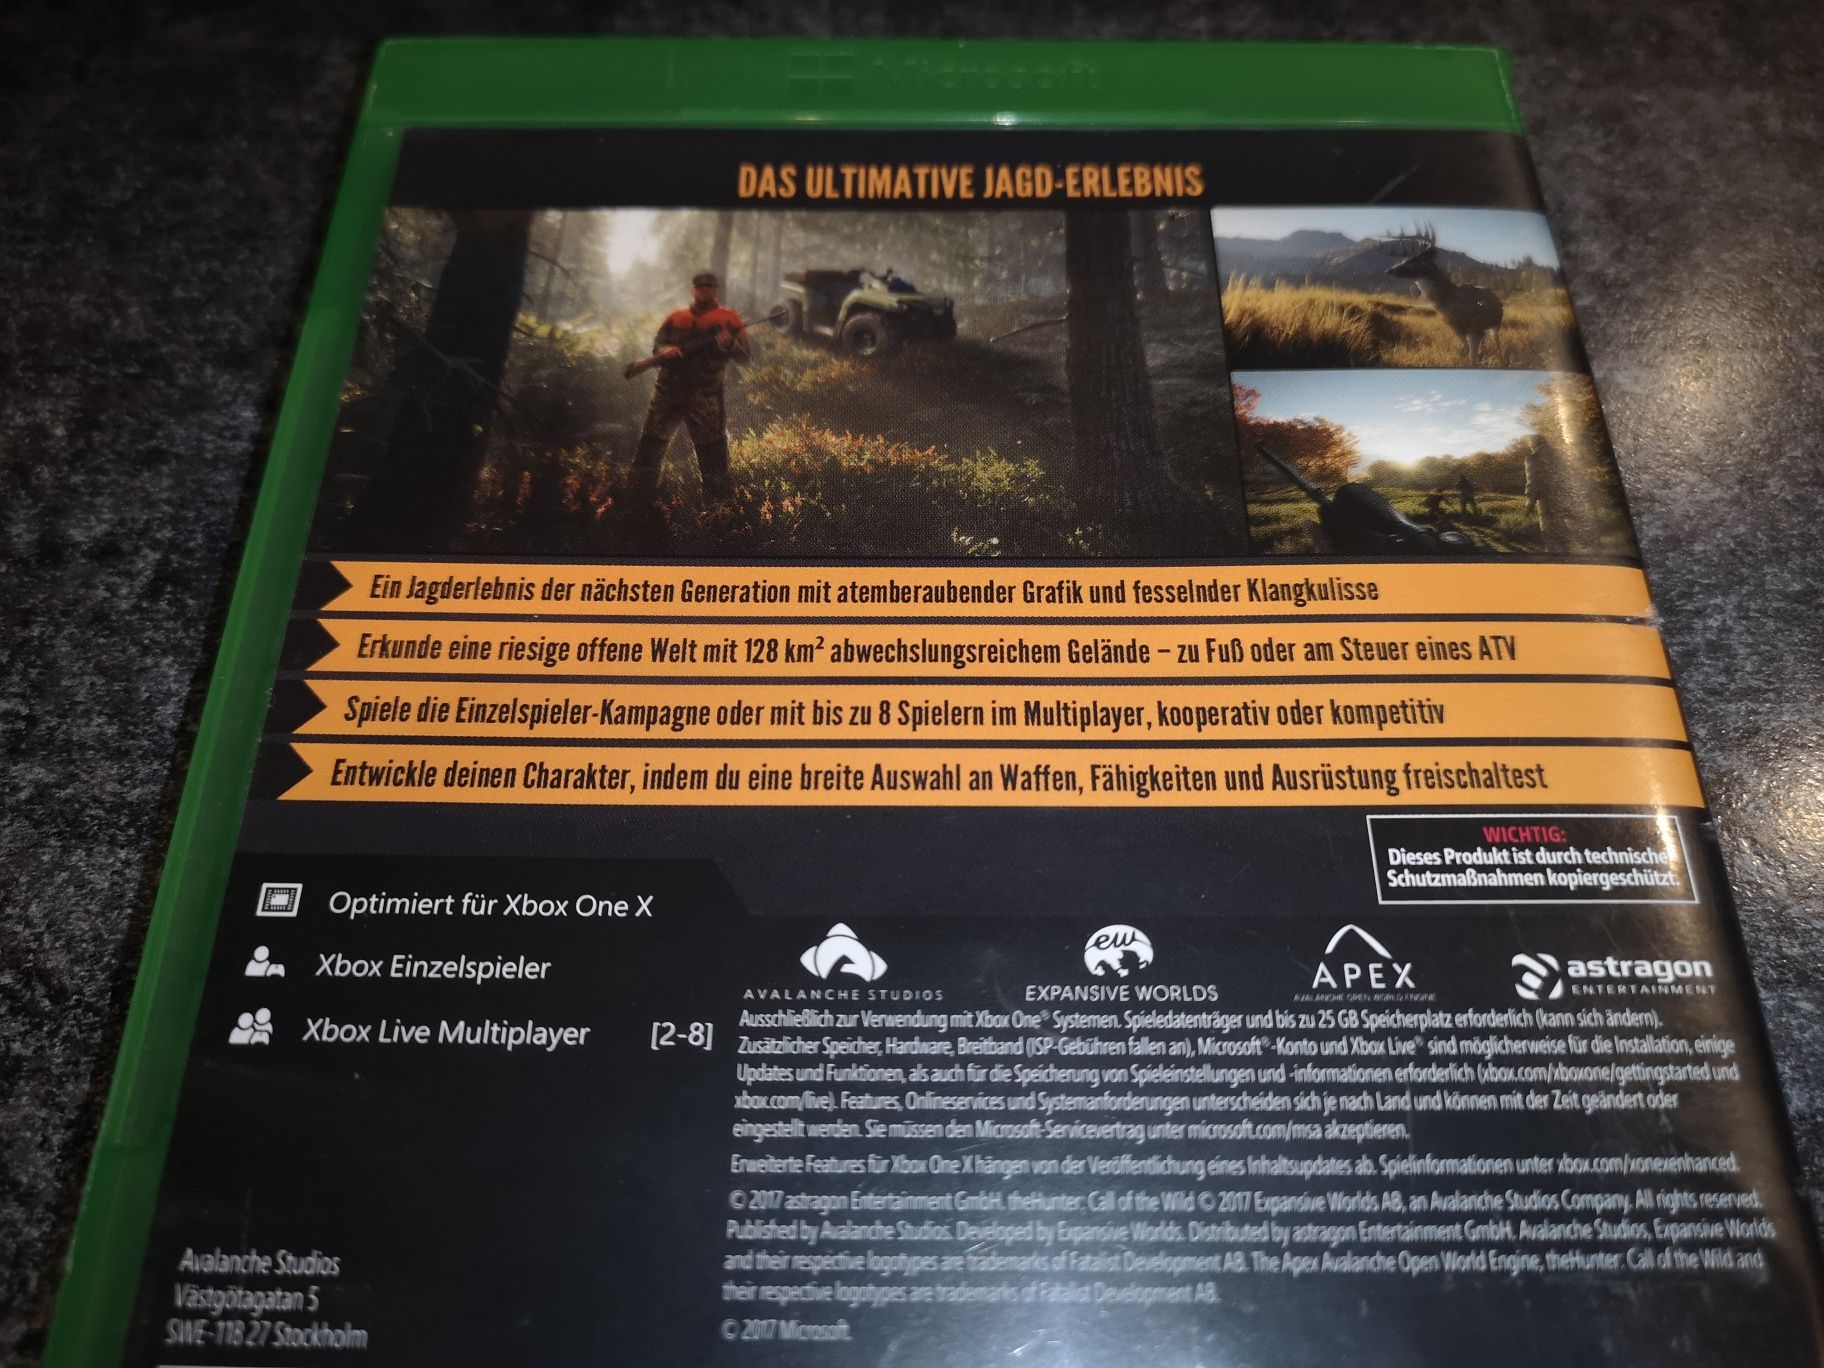 Microsoft
DAS ULTIMATIVE JAGD-ERLEBNIS
Ein Jagderlebnis der nächsten Generation mit atemberaubender Grafik und fesselnder Klangkulisse
Erkunde eine riesige offene Welt mit 128 km² abwechslungsreichem Gelände – zu Fuß oder am Steuer eines ATV
Spiele die Einzelspieler-Kampagne oder mit bis zu 8 Spielern im Multiplayer, kooperativ oder kompetitiv
Entwickle deinen Charakter, indem du eine breite Auswahl an Waffen, Fähigkeiten und Ausrüstung freischaltest
WICHTIG:
Dieses Produkt ist durch technische
Schutzmaßnahmen kopiergeschützt.
Optimiert für Xbox One X
Xbox Einzelspieler
Xbox Live Multiplayer [2-8]
AVALANCHE STUDIOS
ew
EXPANSIVE WORLDS
APEX
AVALANCHE OPEN WORLD ENGINE
astragon
ENTERTAINMENT
Ausschließlich zur Verwendung mit Xbox One® Systemen. Spieledatenträger und bis zu 25 GB Speicherplatz erforderlich (kann sich ändern).
Zusätzlicher Speicher, Hardware, Breitband (ISP-Gebühren fallen an), Microsoft®-Konto und Xbox Live® sind möglicherweise für die Installation, einige
Updates und Funktionen, als auch für die Speicherung von Spieleinstellungen und -informationen erforderlich (xbox.com/xboxone/gettingstarted und
xbox.com/live). Features, Onlineservices und Systemanforderungen unterscheiden sich je nach Land und können mit der Zeit geändert oder
eingestellt werden. Sie müssen den Microsoft-Servicevertrag unter microsoft.com/msa akzeptieren.
Erweiterte Features für Xbox One X hängen von der Veröffentlichung eines Inhaltsupdates ab. Spielinformationen unter xbox.com/xonexenhanced.
© 2017 astragon Entertainment GmbH. theHunter: Call of the Wild © 2017 Expansive Worlds AB, an Avalanche Studios Company. All rights reserved.
Published by Avalanche Studios. Developed by Expansive Worlds. Distributed by astragon Entertainment GmbH. Avalanche Studios, Expansive Worlds
and their respective logotypes are trademarks of Fatalist Development AB. The Apex Avalanche Open World Engine, theHunter: Call of the Wild and
their respective logotypes are trademarks of Fatalist Development AB.
© 2017 Microsoft.
Avalanche Studios
Västgötagatan 5
SWE-118 27 Stockholm